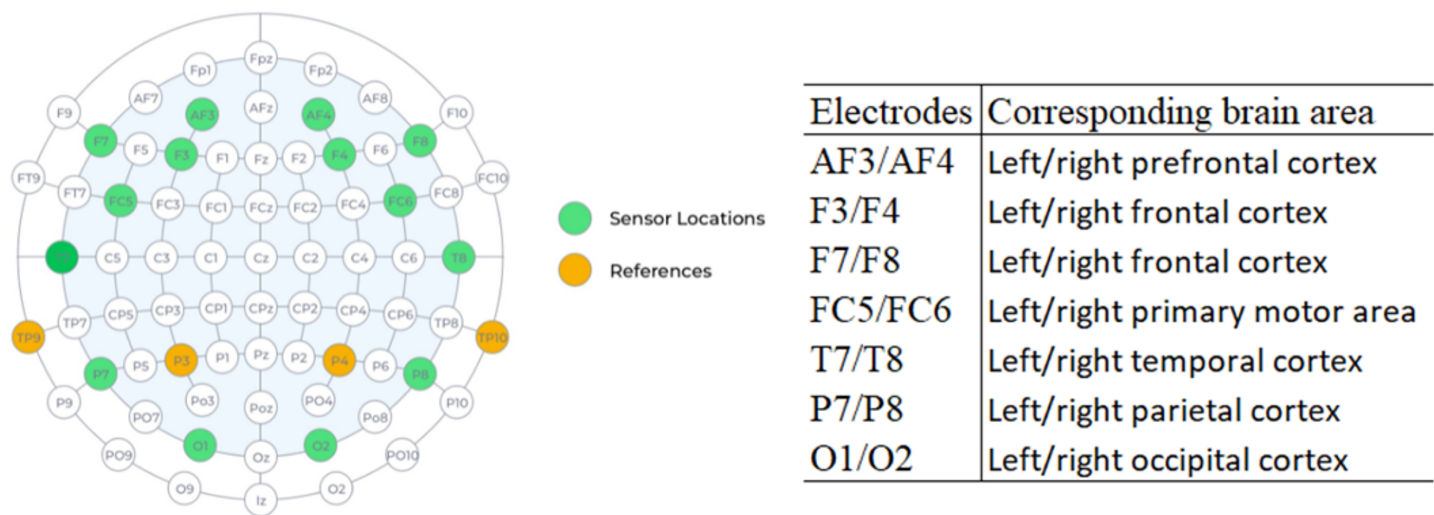 Fpz
Fp1 Fp2
AF7 AF8
AFz
F9 AF3 AF4 F10
F7 F8
F5 F3 F1 Fz F2 F4 F6
FT9 FC10
FT7 FC5 FC3 FC1 FCz FC2 FC4 FC6 FC8
C5 C3 C1 Cz C2 C4 C6 T8
TP7 CP5 CP3 CP1 CPz CP2 CP4 CP6 TP8
TP9 TP10
P5 P3 P1 Pz P2 P4 P6
P7 P8
P9 Po3 Poz PO4 P10
PO7 Po8
O1 Oz O2
PO9 PO10
O9 Iz O2
Sensor Locations
References
Electrodes Corresponding brain area
AF3/AF4 Left/right prefrontal cortex
F3/F4 Left/right frontal cortex
F7/F8 Left/right frontal cortex
FC5/FC6 Left/right primary motor area
T7/T8 Left/right temporal cortex
P7/P8 Left/right parietal cortex
O1/O2 Left/right occipital cortex